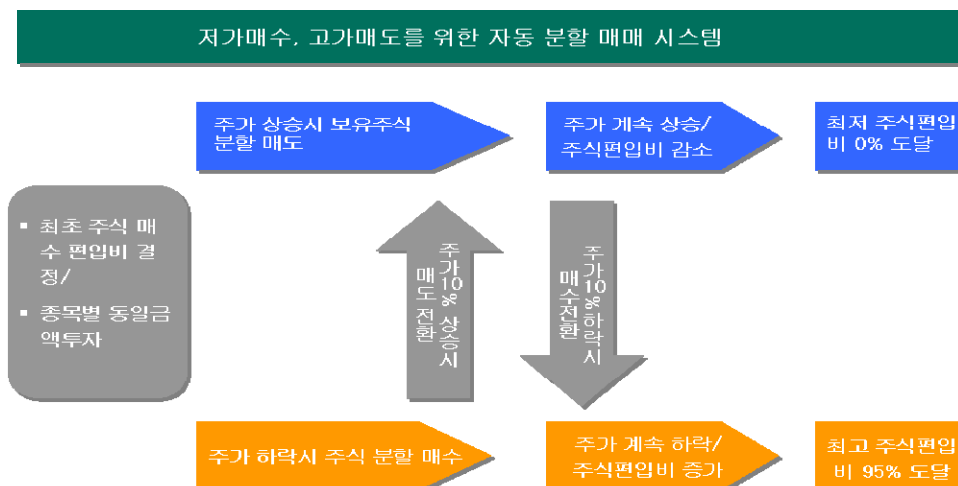 저가매수, 고가매도를 위한 자동 분할 매매 시스템
주가 상승시 보유주식
분할 매도
주가 계속 상승/
주식편입비 감소
최저 주식편입
비 0% 도달
▪ 최초 주식 매
수 편입비 결
정/
▪ 종목별 동일금
액투자
주가10% 상승시
매도 전환
주가10%하락시
매수전환
주가 하락시 주식 분할 매수
주가 계속 하락/
주식편입비 증가
최고 주식편입
비 95% 도달